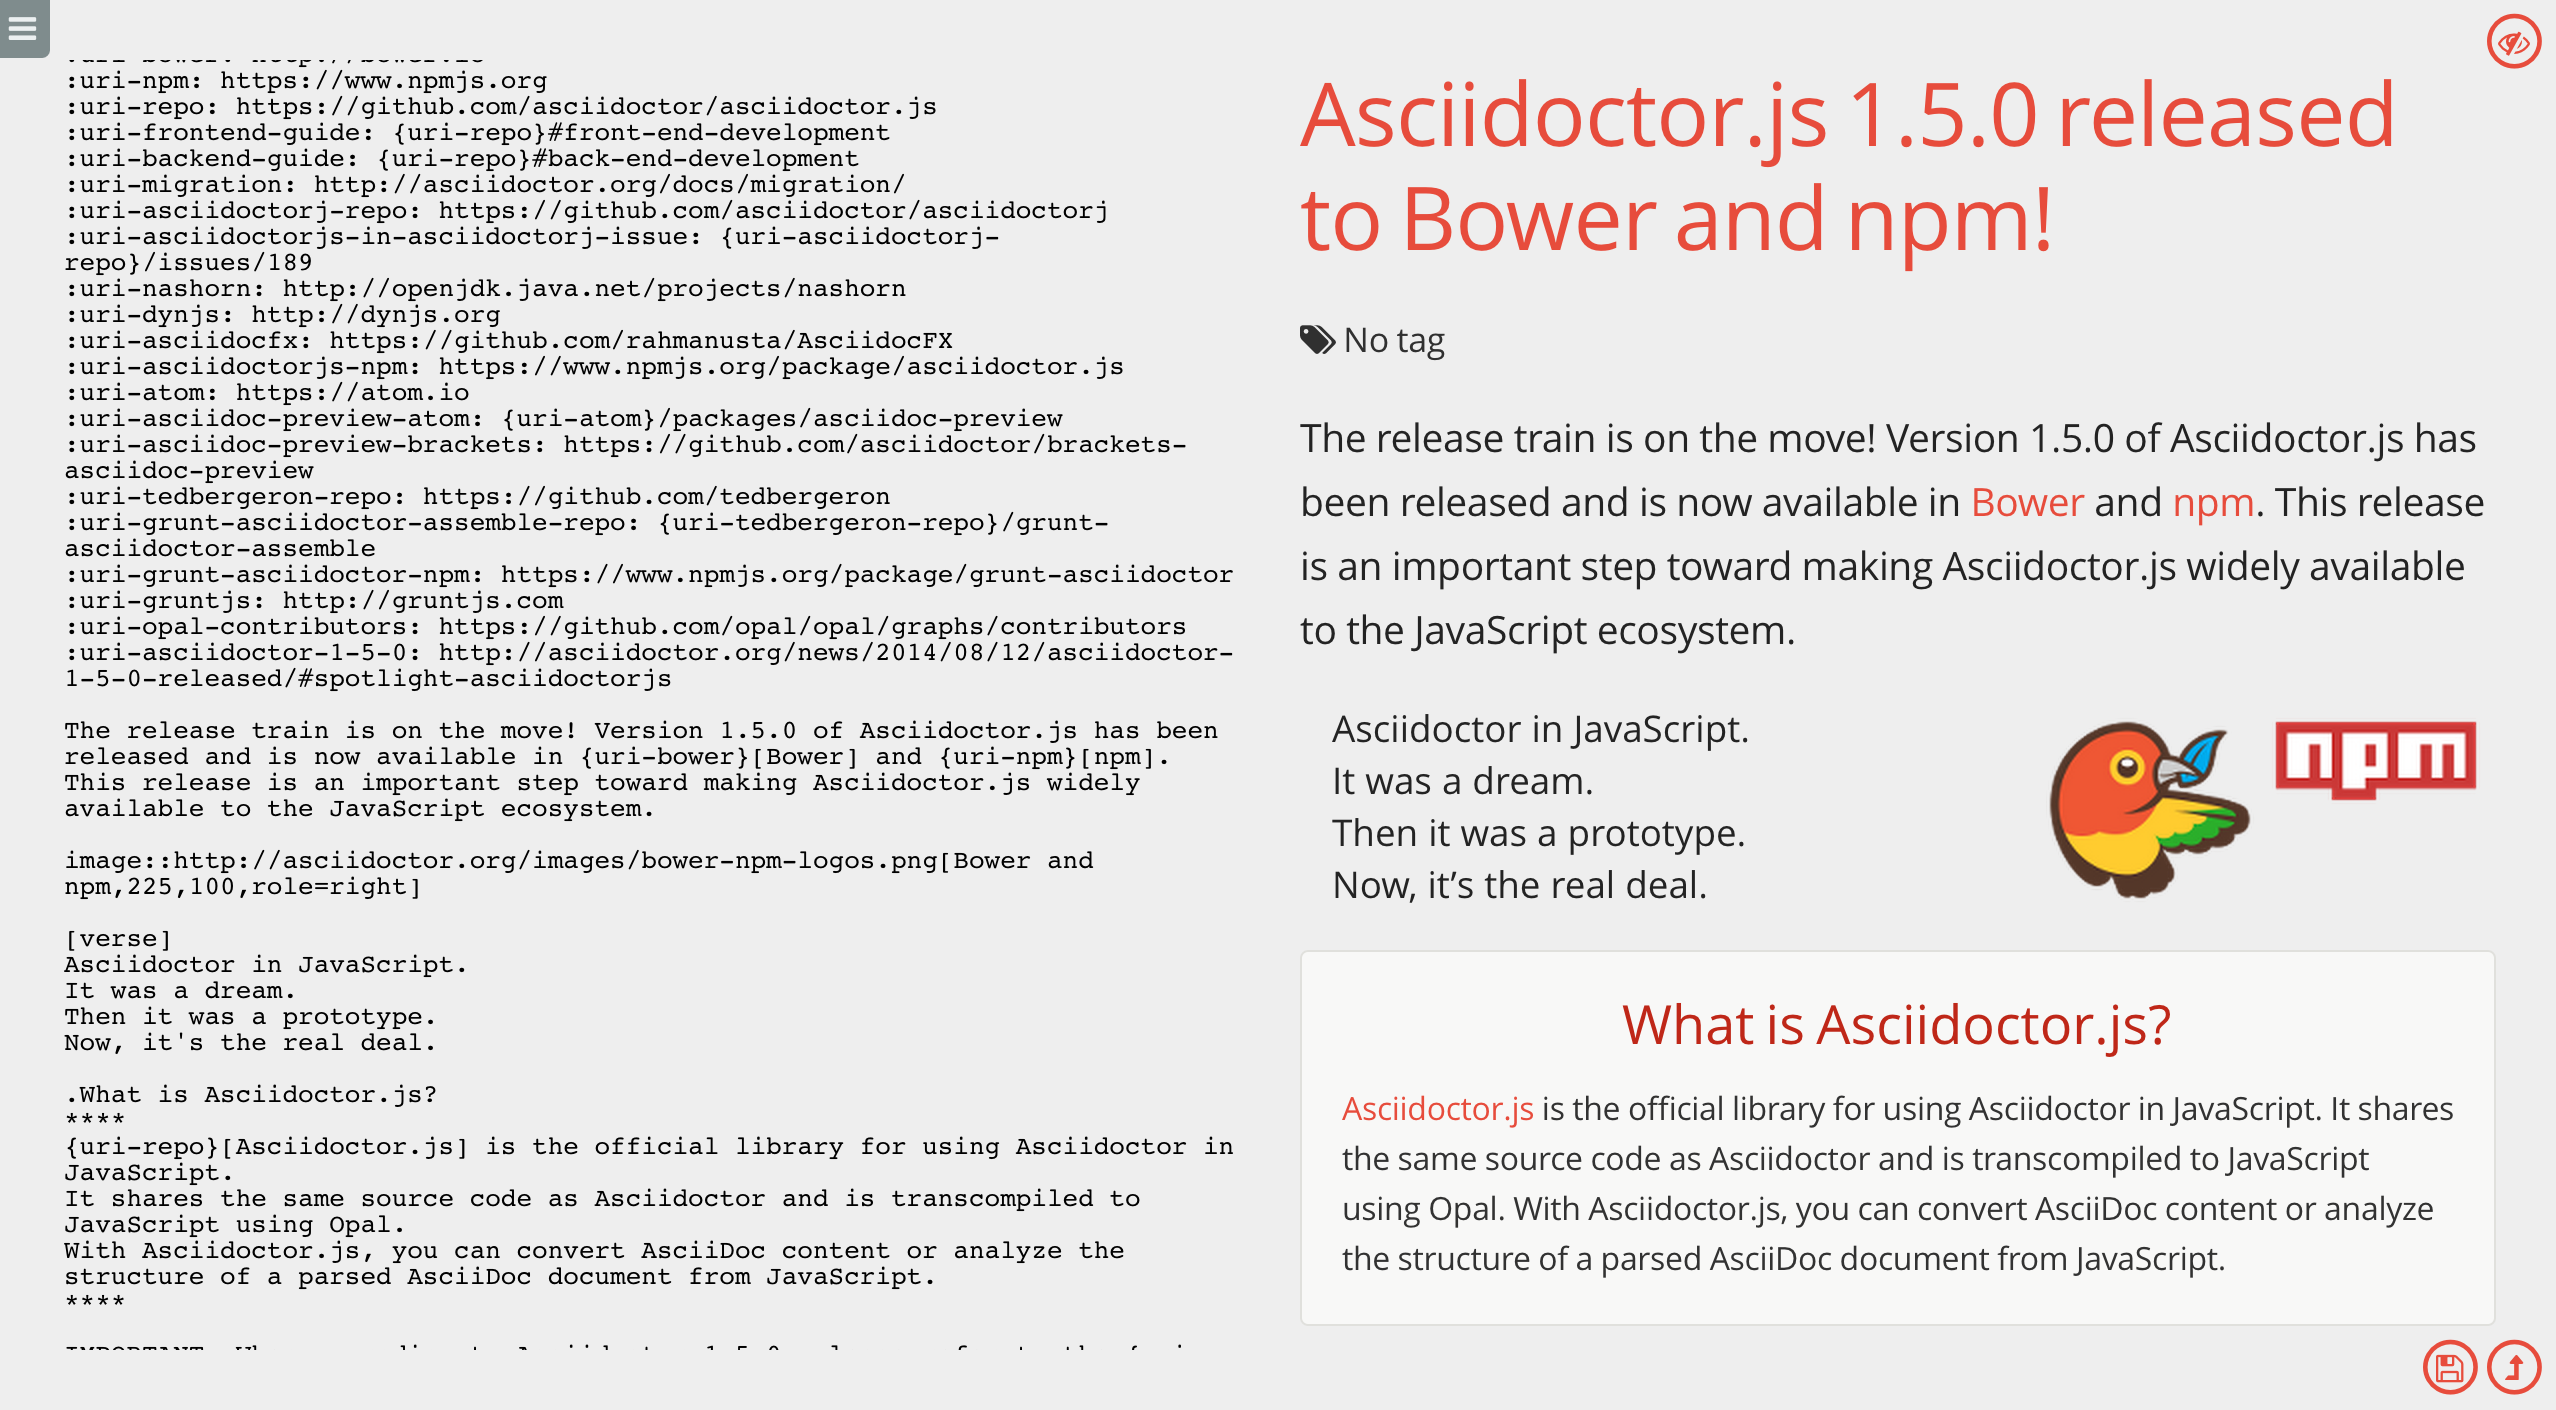 :uri-bower: http://bower.io
:uri-npm: https://www.npmjs.org
:uri-repo: https://github.com/asciidoctor/asciidoctor.js
:uri-frontend-guide: {uri-repo}#front-end-development
:uri-backend-guide: {uri-repo}#back-end-development
:uri-migration: http://asciidoctor.org/docs/migration/
:uri-asciidoctorj-repo: https://github.com/asciidoctor/asciidoctorj
:uri-asciidoctorjs-in-asciidoctorj-issue: {uri-asciidoctorj-
repo}/issues/189
:uri-nashorn: http://openjdk.java.net/projects/nashorn
:uri-dynjs: http://dynjs.org
:uri-asciidocfx: https://github.com/rahmanusta/AsciidocFX
:uri-asciidoctorjs-npm: https://www.npmjs.org/package/asciidoctor.js
:uri-atom: https://atom.io
:uri-asciidoc-preview-atom: {uri-atom}/packages/asciidoc-preview
:uri-asciidoc-preview-brackets: https://github.com/asciidoctor/brackets-
asciidoc-preview
:uri-tedbergeron-repo: https://github.com/tedbergeron
:uri-grunt-asciidoctor-assemble-repo: {uri-tedbergeron-repo}/grunt-
asciidoctor-assemble
:uri-grunt-asciidoctor-npm: https://www.npmjs.org/package/grunt-asciidoctor
:uri-gruntjs: http://gruntjs.com
:uri-opal-contributors: https://github.com/opal/opal/graphs/contributors
:uri-asciidoctor-1-5-0: http://asciidoctor.org/news/2014/08/12/asciidoctor-
1-5-0-released/#spotlight-asciidoctorjs
The release train is on the move! Version 1.5.0 of Asciidoctor.js has been
released and is now available in {uri-bower}[Bower] and {uri-npm}[npm].
This release is an important step toward making Asciidoctor.js widely
available to the JavaScript ecosystem.
image::http://asciidoctor.org/images/bower-npm-logos.png[Bower and
npm,225,100,role=right]
[verse]
Asciidoctor in JavaScript.
It was a dream.
Then it was a prototype.
Now, it's the real deal.
.What is Asciidoctor.js?
****
{uri-repo}[Asciidoctor.js] is the official library for using Asciidoctor in
JavaScript.
It shares the same source code as Asciidoctor and is transcompiled to
JavaScript using Opal.
With Asciidoctor.js, you can convert AsciiDoc content or analyze the
structure of a parsed AsciiDoc document from JavaScript.
****
Asciidoctor.js 1.5.0 released
to Bower and npm!
No tag
The release train is on the move! Version 1.5.0 of Asciidoctor.js has
been released and is now available in Bower and npm. This release
is an important step toward making Asciidoctor.js widely available
to the JavaScript ecosystem.
Asciidoctor in JavaScript.
It was a dream.
Then it was a prototype.
Now, it’s the real deal.
npm
What is Asciidoctor.js?
Asciidoctor.js is the official library for using Asciidoctor in JavaScript. It shares
the same source code as Asciidoctor and is transcompiled to JavaScript
using Opal. With Asciidoctor.js, you can convert AsciiDoc content or analyze
the structure of a parsed AsciiDoc document from JavaScript.